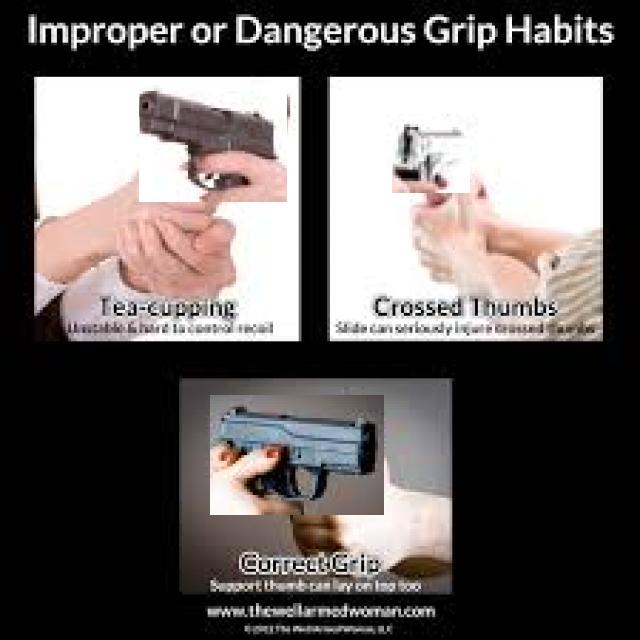 Improper or Dangerous Grip Habits
Tea-cupping
Unstable & hard to control recoil
Crossed Thumbs
Slide can seriously injure crossed thumbs
Correct Grip
Support thumb can lay on top too
www.thewellarmedwoman.com